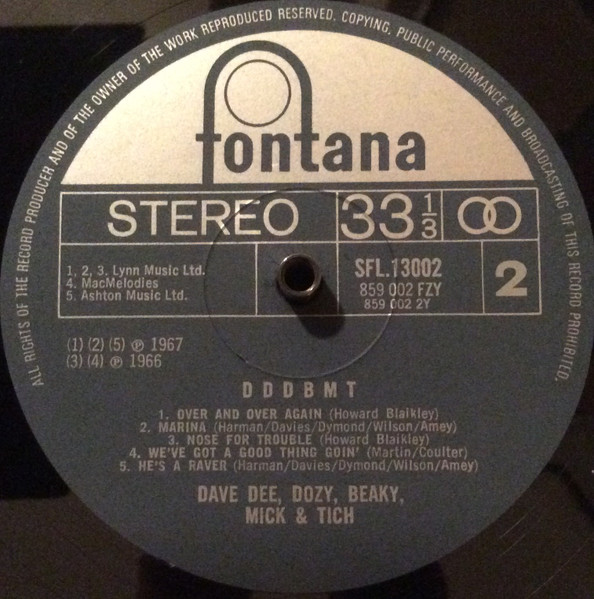 ALL RIGHTS OF THE RECORD PRODUCER AND OF THE OWNER OF THE WORK REPRODUCED RESERVED. COPYING, PUBLIC PERFORMANCE AND BROADCASTING OF THIS RECORD PROHIBITED.
fontana
STEREO 33 1/3
1, 2, 3. Lynn Music Ltd.
4. MacMelodies
5. Ashton Music Ltd.
SFL.13002
859 002 FZY
859 002 2Y
2
(1) (2) (5) ℗ 1967
(3) (4) ℗ 1966
D D D B M T
1. OVER AND OVER AGAIN (Howard Blaikley)
2. MARINA (Harman/Davies/Dymond/Wilson/Amey)
3. NOSE FOR TROUBLE (Howard Blaikley)
4. WE'VE GOT A GOOD THING GOIN' (Martin/Coulter)
5. HE'S A RAVER (Harman/Davies/Dymond/Wilson/Amey)
DAVE DEE, DOZY, BEAKY,
MICK & TICH